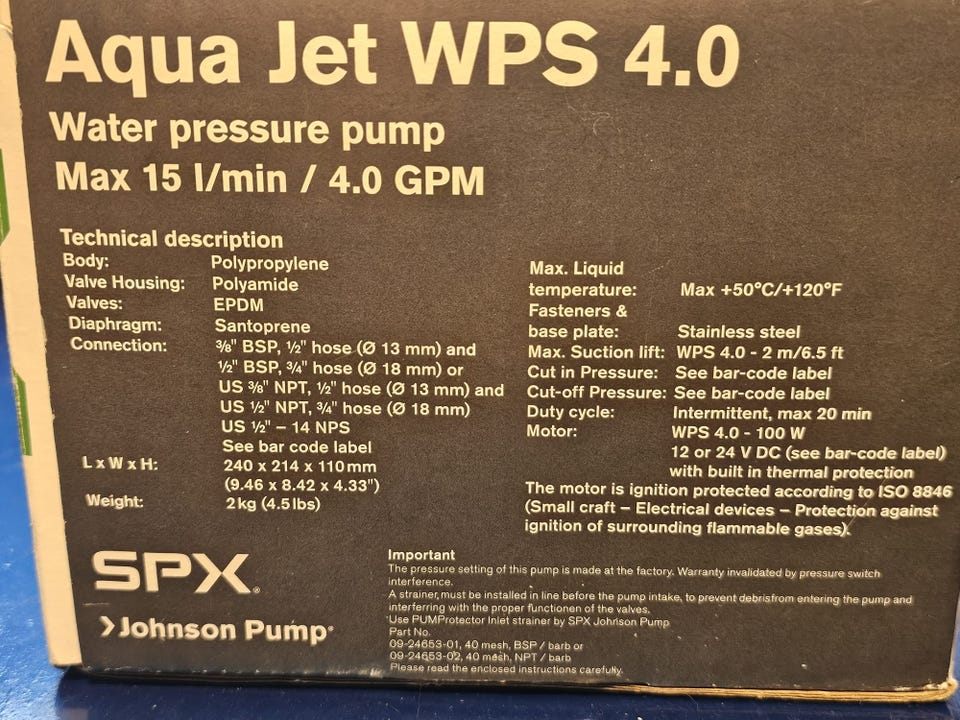 Aqua Jet WPS 4.0
Water pressure pump
Max 15 l/min / 4.0 GPM
Technical description
Body: Polypropylene
Valve Housing: Polyamide
Valves: EPDM
Diaphragm: Santoprene
Connection: ⅜" BSP, ½" hose (Ø 13 mm) and
½" BSP, ¾" hose (Ø 18 mm) or
US ⅜" NPT, ½" hose (Ø 13 mm) and
US ½" NPT, ¾" hose (Ø 18 mm)
US ½" – 14 NPS
See bar code label
L x W x H: 240 x 214 x 110 mm
(9.46 x 8.42 x 4.33")
Weight: 2 kg (4.5 lbs)
Max. Liquid
temperature: Max +50°C/+120°F
Fasteners &
base plate: Stainless steel
Max. Suction lift: WPS 4.0 - 2 m/6.5 ft
Cut in Pressure: See bar-code label
Cut-off Pressure: See bar-code label
Duty cycle: Intermittent, max 20 min
Motor: WPS 4.0 - 100 W
12 or 24 V DC (see bar-code label)
with built in thermal protection
The motor is ignition protected according to ISO 8846
(Small craft – Electrical devices – Protection against
ignition of surrounding flammable gases).
SPX®
Johnson Pump®
Important
The pressure setting of this pump is made at the factory. Warranty invalidated by pressure switch
interference.
A strainer must be installed in line before the pump intake, to prevent debrisfrom entering the pump and
interfering with the proper functionen of the valves.
Use PUMProtector Inlet strainer by SPX Johnson Pump
Part No.
09-24653-01, 40 mesh, BSP / barb or
09-24653-02, 40 mesh, NPT / barb
Please read the enclosed instructions carefully.